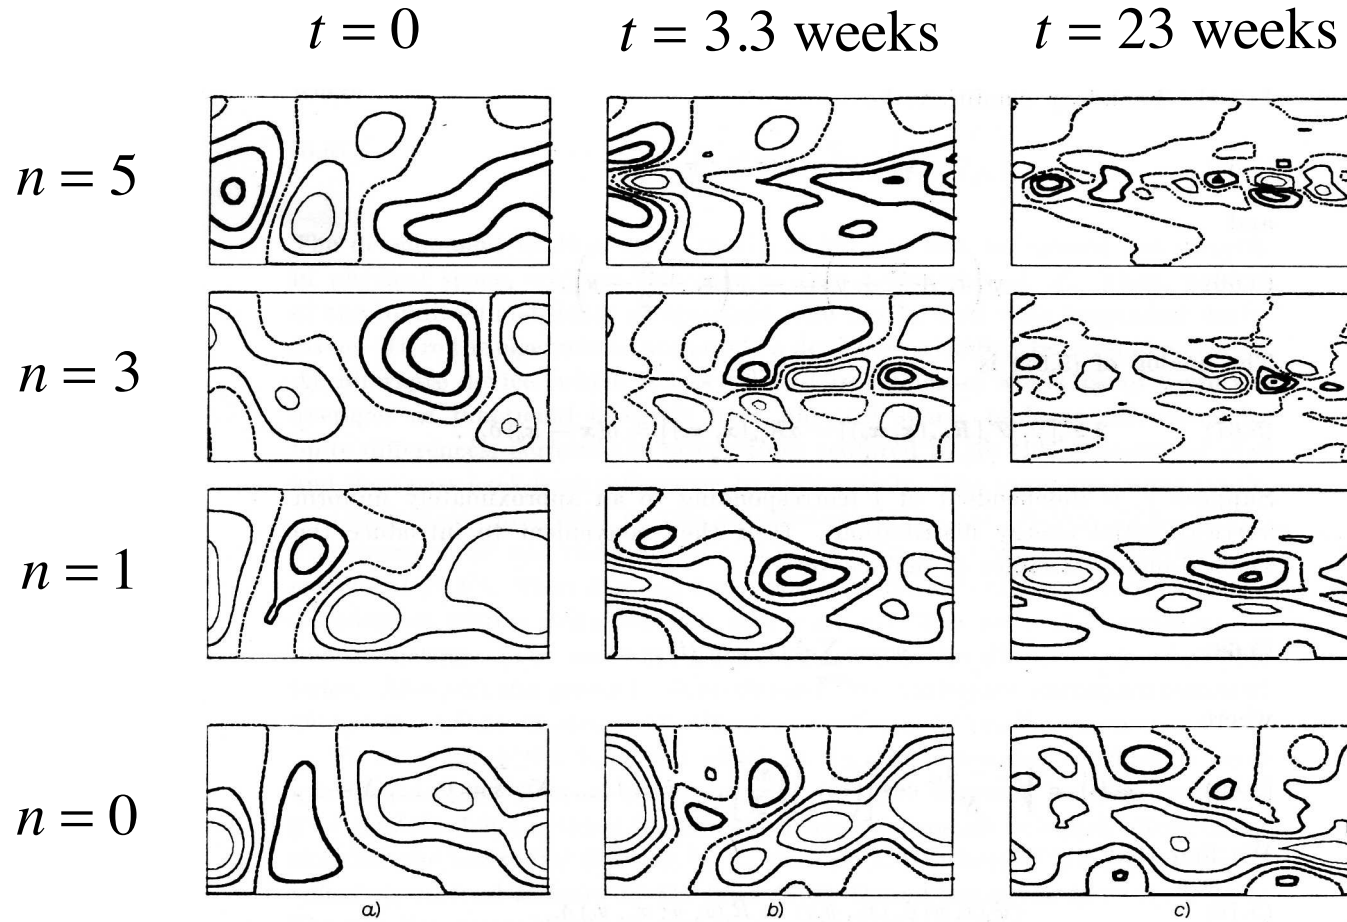 t = 0 t = 3.3 weeks t = 23 weeks
n = 5
n = 3
n = 1
n = 0
a) b) c)